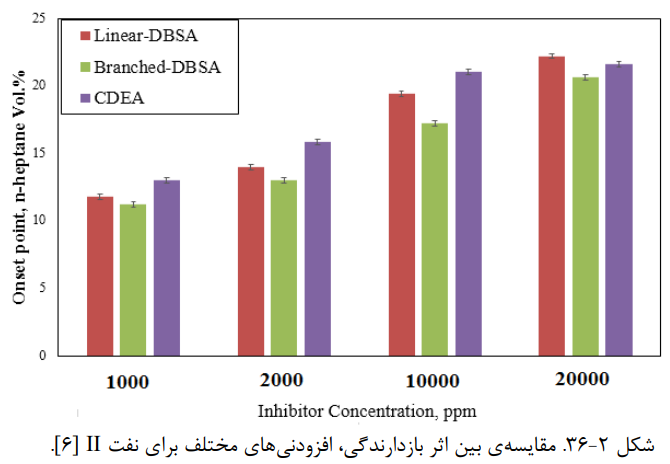 25
20
15
10
5
0
Onset point, n-heptane Vol.%
Linear-DBSA
Branched-DBSA
CDEA
1000 2000 10000 20000
Inhibitor Concentration, ppm
شکل ۲-۳۶. مقایسه‌ی بین اثر بازدارندگی، افزودنی‌های مختلف برای نفت II [۶].